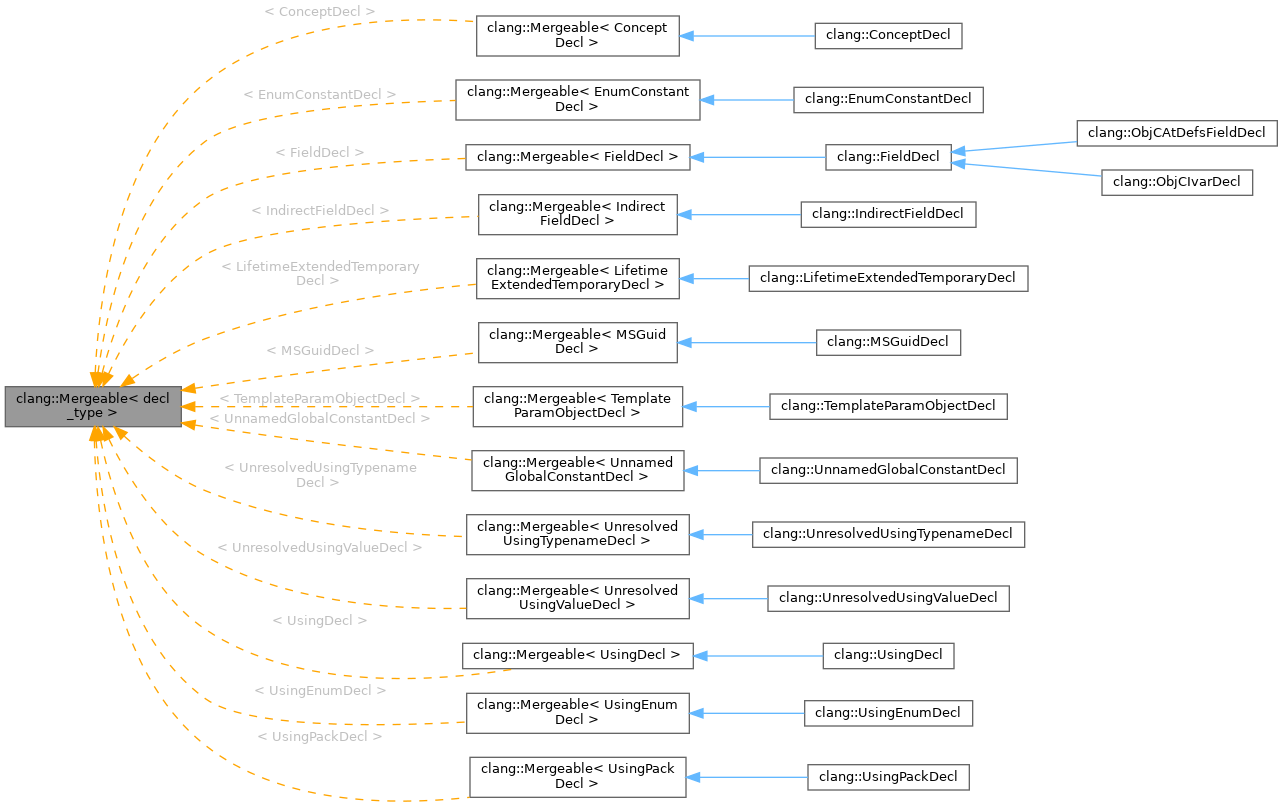 < ConceptDecl >
clang::Mergeable< Concept
Decl >
clang::ConceptDecl
< EnumConstantDecl >
clang::Mergeable< EnumConstant
Decl >
clang::EnumConstantDecl
< FieldDecl >
clang::Mergeable< FieldDecl >
clang::FieldDecl
clang::ObjCAtDefsFieldDecl
clang::ObjCIvarDecl
< IndirectFieldDecl >
clang::Mergeable< Indirect
FieldDecl >
clang::IndirectFieldDecl
< LifetimeExtendedTemporary
Decl >
clang::Mergeable< Lifetime
ExtendedTemporaryDecl >
clang::LifetimeExtendedTemporaryDecl
< MSGuidDecl >
clang::Mergeable< MSGuid
Decl >
clang::MSGuidDecl
clang::Mergeable< decl
_type >
< TemplateParamObjectDecl >
clang::Mergeable< Template
ParamObjectDecl >
clang::TemplateParamObjectDecl
< UnnamedGlobalConstantDecl >
clang::Mergeable< Unnamed
GlobalConstantDecl >
clang::UnnamedGlobalConstantDecl
< UnresolvedUsingTypename
Decl >
clang::Mergeable< Unresolved
UsingTypenameDecl >
clang::UnresolvedUsingTypenameDecl
< UnresolvedUsingValueDecl >
clang::Mergeable< Unresolved
UsingValueDecl >
clang::UnresolvedUsingValueDecl
< UsingDecl >
clang::Mergeable< UsingDecl >
clang::UsingDecl
< UsingEnumDecl >
clang::Mergeable< UsingEnum
Decl >
clang::UsingEnumDecl
< UsingPackDecl >
clang::Mergeable< UsingPack
Decl >
clang::UsingPackDecl